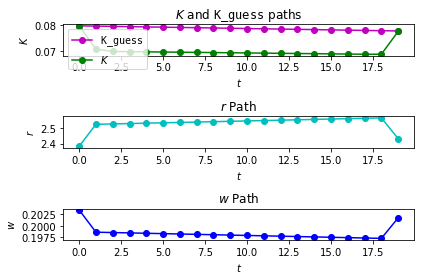 K and K_guess paths
0.08
0.07
K
K_guess
K
0.0 2.5 5.0 7.5 10.0 12.5 15.0 17.5
t
r Path
2.5
2.4
r
0.0 2.5 5.0 7.5 10.0 12.5 15.0 17.5
t
w Path
0.2025
0.2000
0.1975
w
0.0 2.5 5.0 7.5 10.0 12.5 15.0 17.5
t